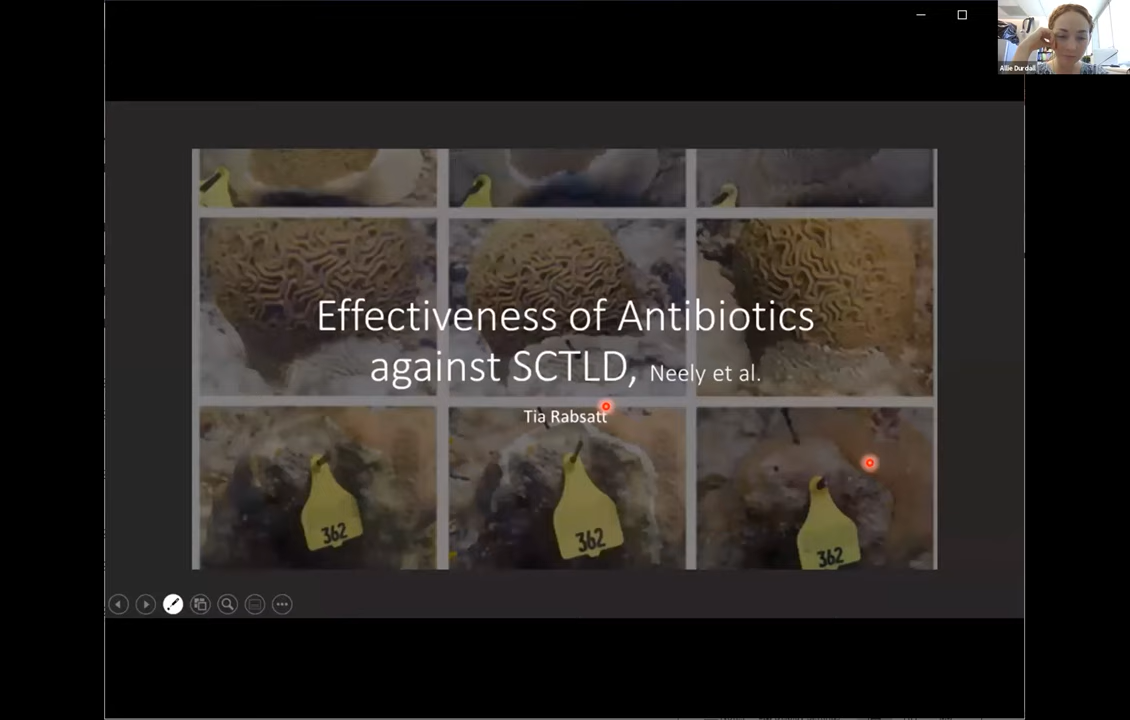 Allie Durdall
Effectiveness of Antibiotics
against SCTLD, Neely et al.
Tia Rabsatt
362
362
362